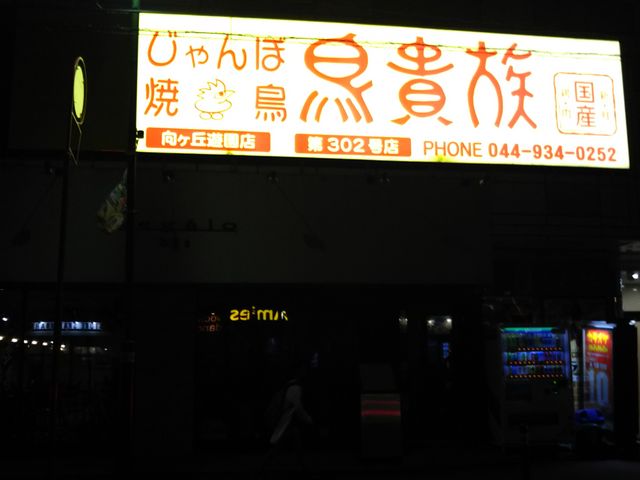 じゃんぼ
焼鳥
鳥貴族
国産
向ヶ丘遊園店
第302号店
PHONE 044-934-0252